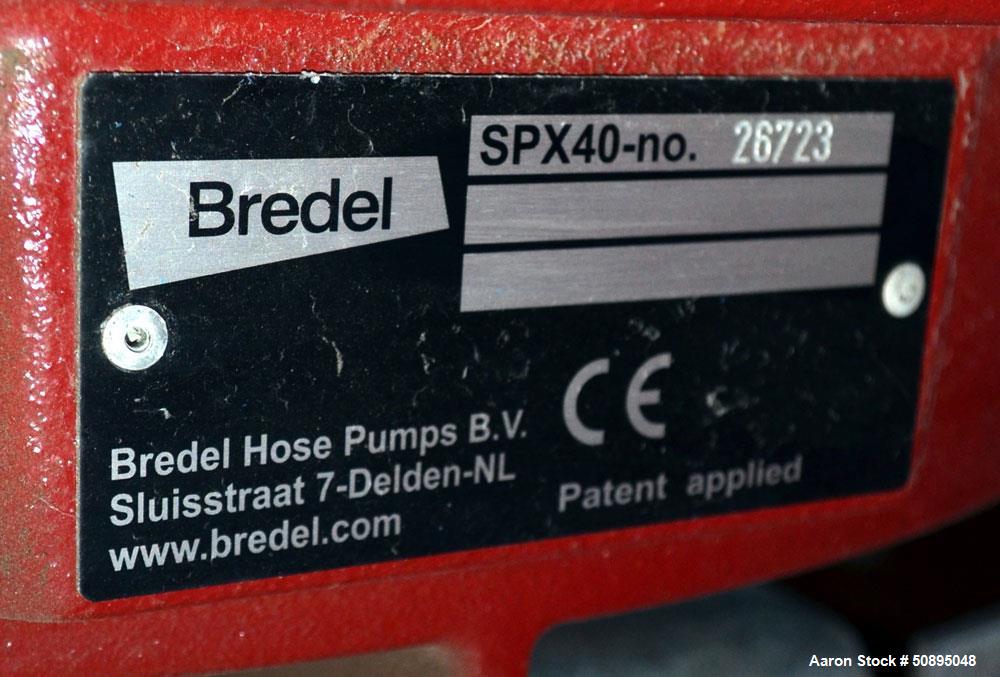 Bredel
SPX40-no. 26723
Bredel Hose Pumps B.V.
Sluisstraat 7-Delden-NL
www.bredel.com
CE
Patent applied
Aaron Stock # 50895048